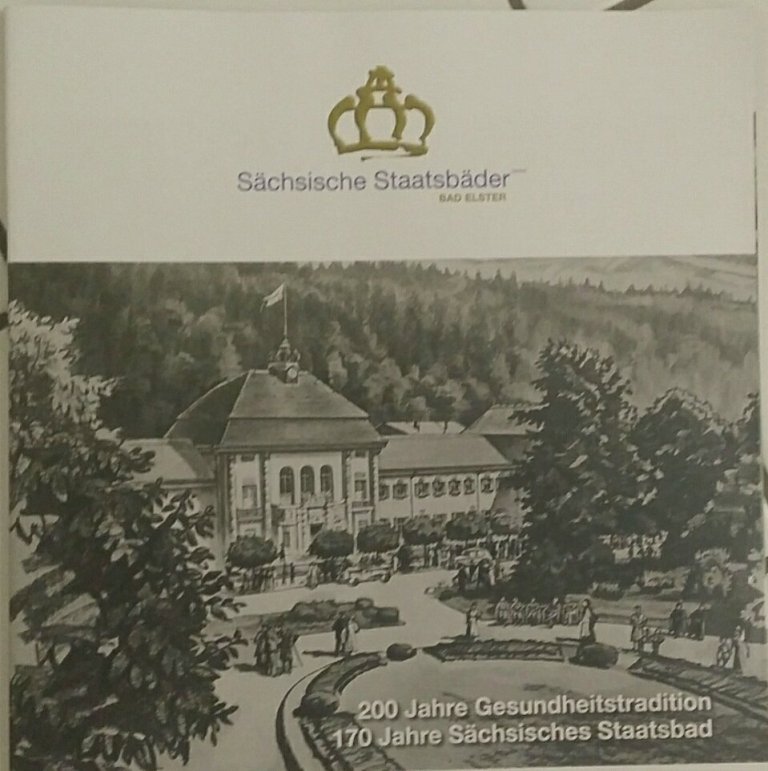 Sächsische Staatsbäder
BAD ELSTER
200 Jahre Gesundheitstradition
170 Jahre Sächsisches Staatsbad